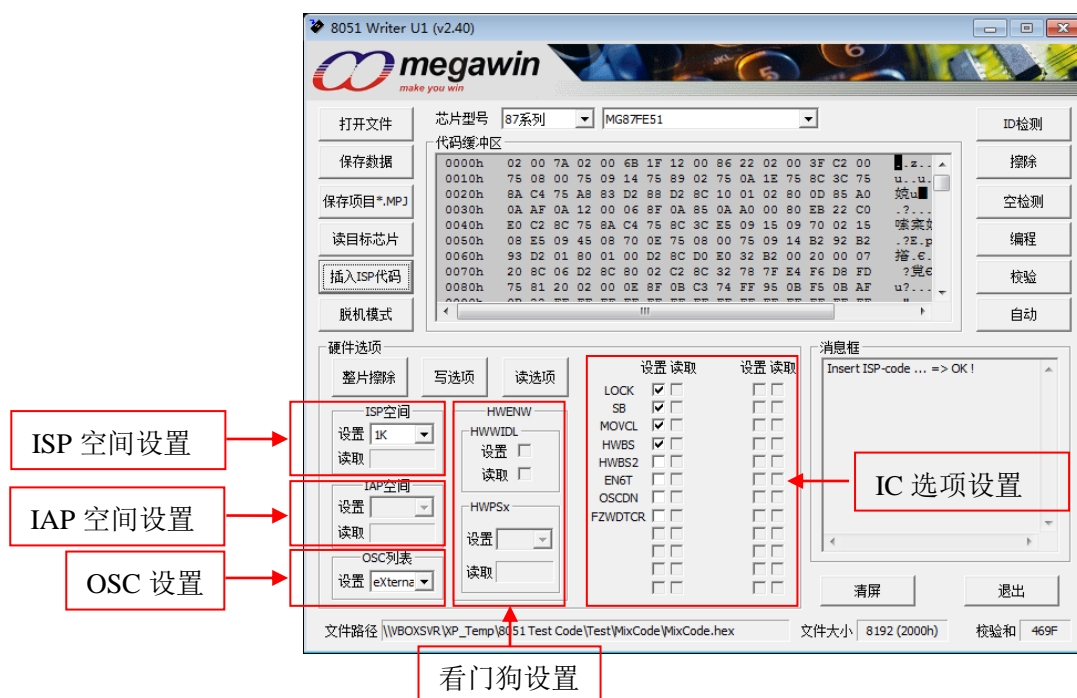 8051 Writer U1 (v2.40)
megawin
make you win
打开文件
芯片型号 87系列 MG87FE51
ID检测
代码缓冲区
保存数据
擦除
0000h 02 00 7A 02 00 6B 1F 12 00 86 22 02 00 3F C2 00
0010h 75 08 00 75 09 14 75 89 02 75 0A 1E 75 8C 3C 75
0020h 8A C4 75 A8 83 D2 88 D2 8C 10 01 02 80 0D 85 A0
0030h 0A AF 0A 12 00 06 8F 0A 85 0A A0 00 80 EB 22 C0
0040h E0 C2 8C 75 8A C4 75 8C 3C E5 09 15 09 70 02 15
0050h 08 E5 09 45 08 70 0E 75 08 00 75 09 14 B2 92 B2
0060h 93 D2 01 80 01 00 D2 8C D0 E0 32 B2 00 20 00 07
0070h 20 8C 06 D2 8C 80 02 C2 8C 32 78 7F E4 F6 D8 FD
0080h 75 81 20 02 00 0E 8F 0B C3 74 FF 95 0B F5 0B AF
保存项目*.MPJ
空检测
读目标芯片
编程
插入ISP代码
校验
脱机模式
自动
硬件选项
整片擦除 写选项 读选项
设置 读取 设置 读取
LOCK
SB
MOVCL
HWBS
HWBS2
EN6T
OSCDN
FZWDTCR
ISP空间
设置 1K
读取
IAP空间
设置
读取
OSC列表
设置 eXterna
HWENW
HWWIDL
设置
读取
HWPSx
设置
读取
消息框
Insert ISP-code ... => OK !
清屏 退出
文件路径 \\VBOXSVR\XP_Temp\8051 Test Code\Test\MixCode\MixCode.hex 文件大小 8192 (2000h) 校验和 469F
ISP 空间设置
IAP 空间设置
OSC 设置
IC 选项设置
看门狗设置